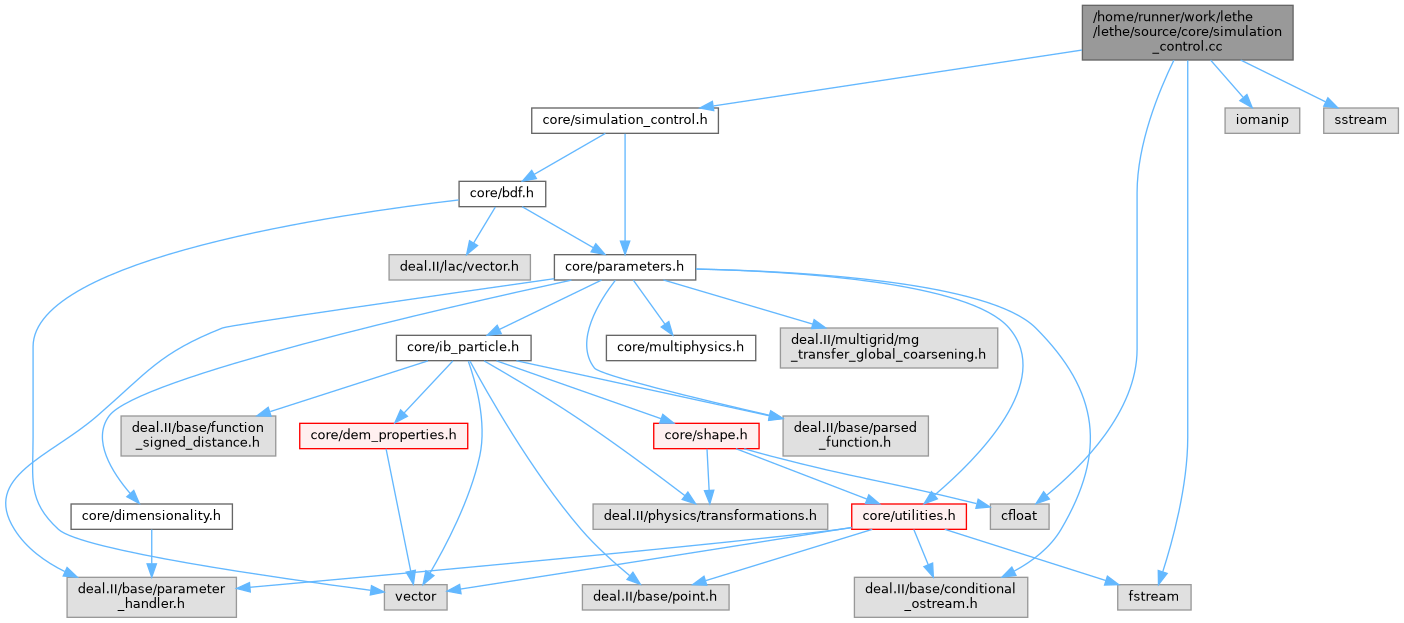 /home/runner/work/lethe
/lethe/source/core/simulation
_control.cc
core/simulation_control.h
iomanip
sstream
core/bdf.h
deal.II/lac/vector.h
core/parameters.h
core/ib_particle.h
core/multiphysics.h
deal.II/multigrid/mg
_transfer_global_coarsening.h
deal.II/base/function
_signed_distance.h
core/dem_properties.h
core/shape.h
deal.II/base/parsed
_function.h
core/dimensionality.h
deal.II/physics/transformations.h
core/utilities.h
cfloat
deal.II/base/parameter
_handler.h
vector
deal.II/base/point.h
deal.II/base/conditional
_ostream.h
fstream